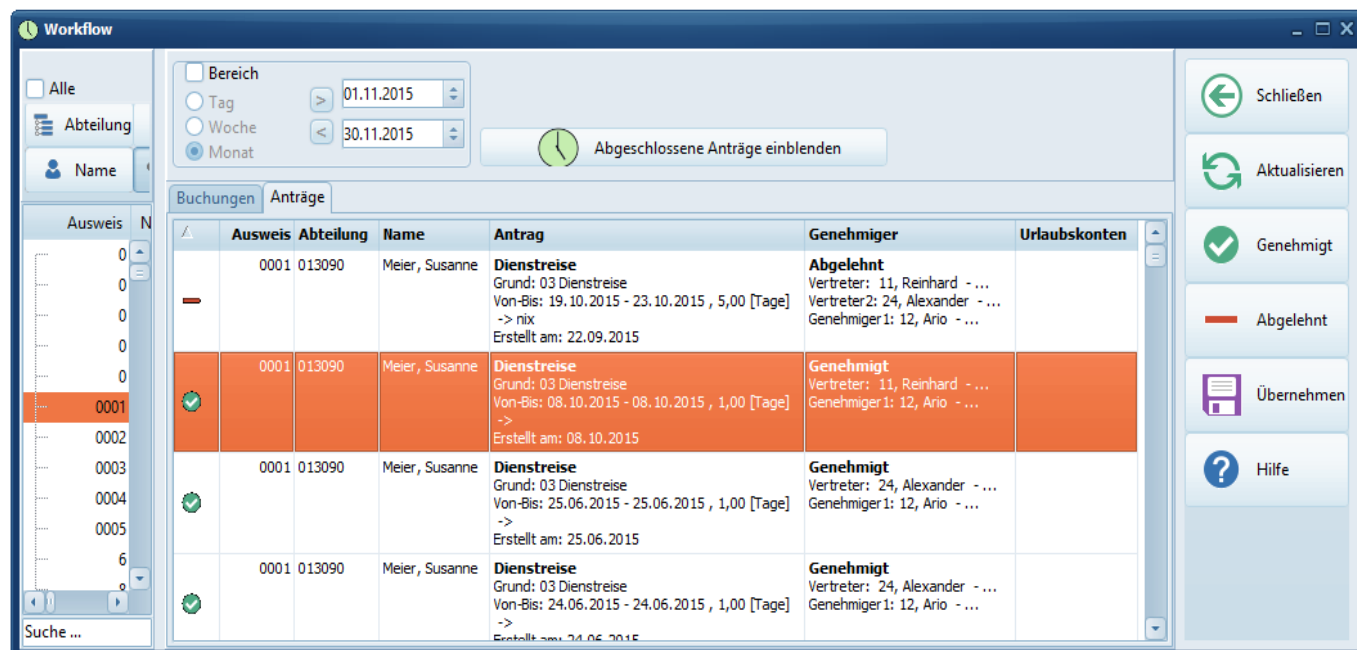 Workflow
Alle
Abteilung
Name
Ausweis N
0
0
0
0
0
0001
0002
0003
0004
0005
6
Suche ...
Bereich
Tag
Woche
Monat
> 01.11.2015
< 30.11.2015
Abgeschlossene Anträge einblenden
Buchungen Anträge
Ausweis Abteilung Name Antrag Genehmiger Urlaubskonten
0001 013090 Meier, Susanne Dienstreise Abgelehnt
Grund: 03 Dienstreise Vertreter: 11, Reinhard - ...
Von-Bis: 19.10.2015 - 23.10.2015 , 5,00 [Tage] Vertreter2: 24, Alexander - ...
-> nix Genehmiger1: 12, Ario - ...
Erstellt am: 22.09.2015
0001 013090 Meier, Susanne Dienstreise Genehmigt
Grund: 03 Dienstreise Vertreter: 11, Reinhard - ...
Von-Bis: 08.10.2015 - 08.10.2015 , 1,00 [Tage] Genehmiger1: 12, Ario - ...
->
Erstellt am: 08.10.2015
0001 013090 Meier, Susanne Dienstreise Genehmigt
Grund: 03 Dienstreise Vertreter: 24, Alexander - ...
Von-Bis: 25.06.2015 - 25.06.2015 , 1,00 [Tage] Genehmiger1: 12, Ario - ...
->
Erstellt am: 25.06.2015
0001 013090 Meier, Susanne Dienstreise Genehmigt
Grund: 03 Dienstreise Vertreter: 24, Alexander - ...
Von-Bis: 24.06.2015 - 24.06.2015 , 1,00 [Tage] Genehmiger1: 12, Ario - ...
->
Erstellt am: 24.06.2015
Schließen
Aktualisieren
Genehmigt
Abgelehnt
Übernehmen
Hilfe